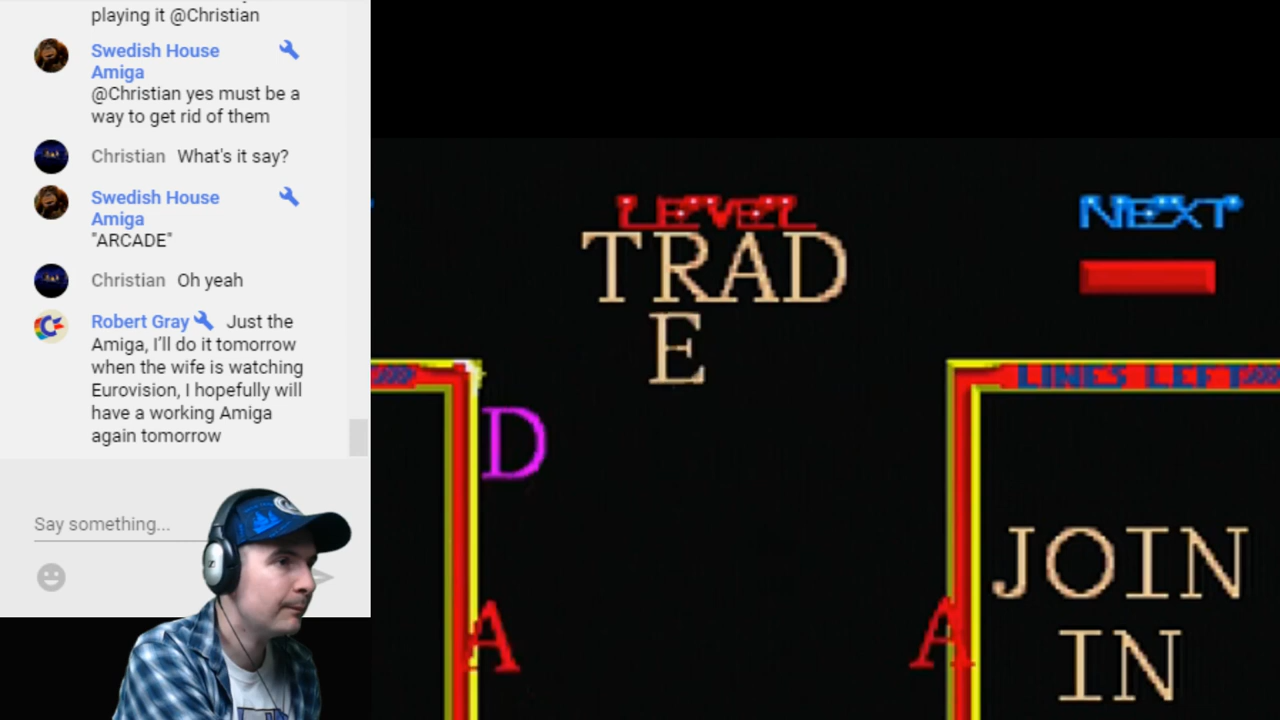 playing it @Christian
Swedish House
Amiga
@Christian yes must be a
way to get rid of them
Christian What's it say?
Swedish House
Amiga
"ARCADE"
Christian Oh yeah
Robert Gray Just the
Amiga, I'll do it tomorrow
when the wife is watching
Eurovision, I hopefully will
have a working Amiga
again tomorrow
Say something...
LEVEL
NEXT
TRAD
E
LINES LEFT
D
JOIN
IN
A
A